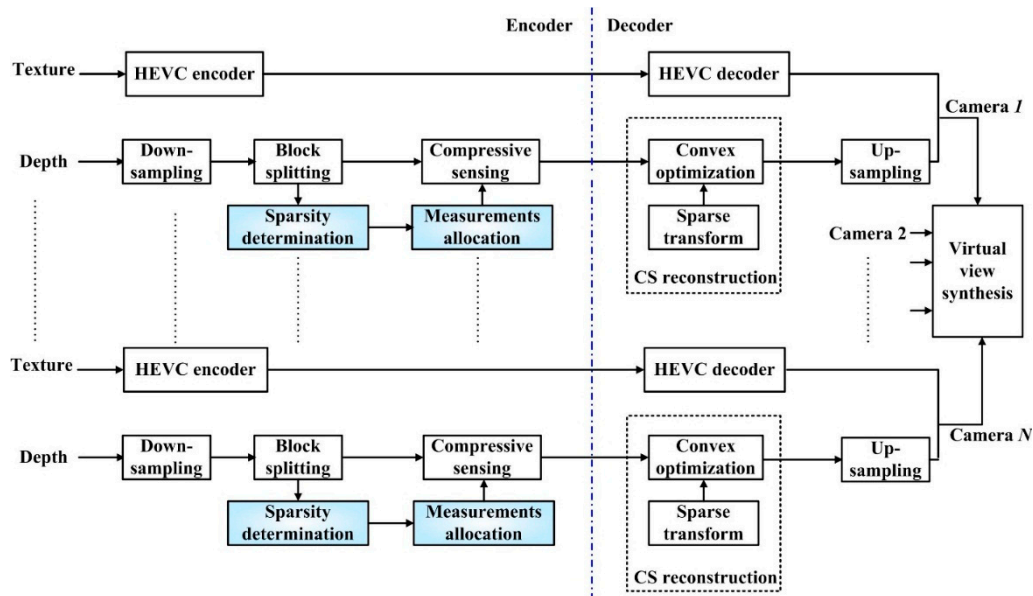 Encoder
Decoder
Texture
HEVC encoder
HEVC decoder
Camera 1
Depth
Down-
sampling
Block
splitting
Compressive
sensing
Convex
optimization
Up-
sampling
Sparsity
determination
Measurements
allocation
Sparse
transform
CS reconstruction
Camera 2
Virtual
view
synthesis
Texture
HEVC encoder
HEVC decoder
Camera N
Depth
Down-
sampling
Block
splitting
Compressive
sensing
Convex
optimization
Up-
sampling
Sparsity
determination
Measurements
allocation
Sparse
transform
CS reconstruction